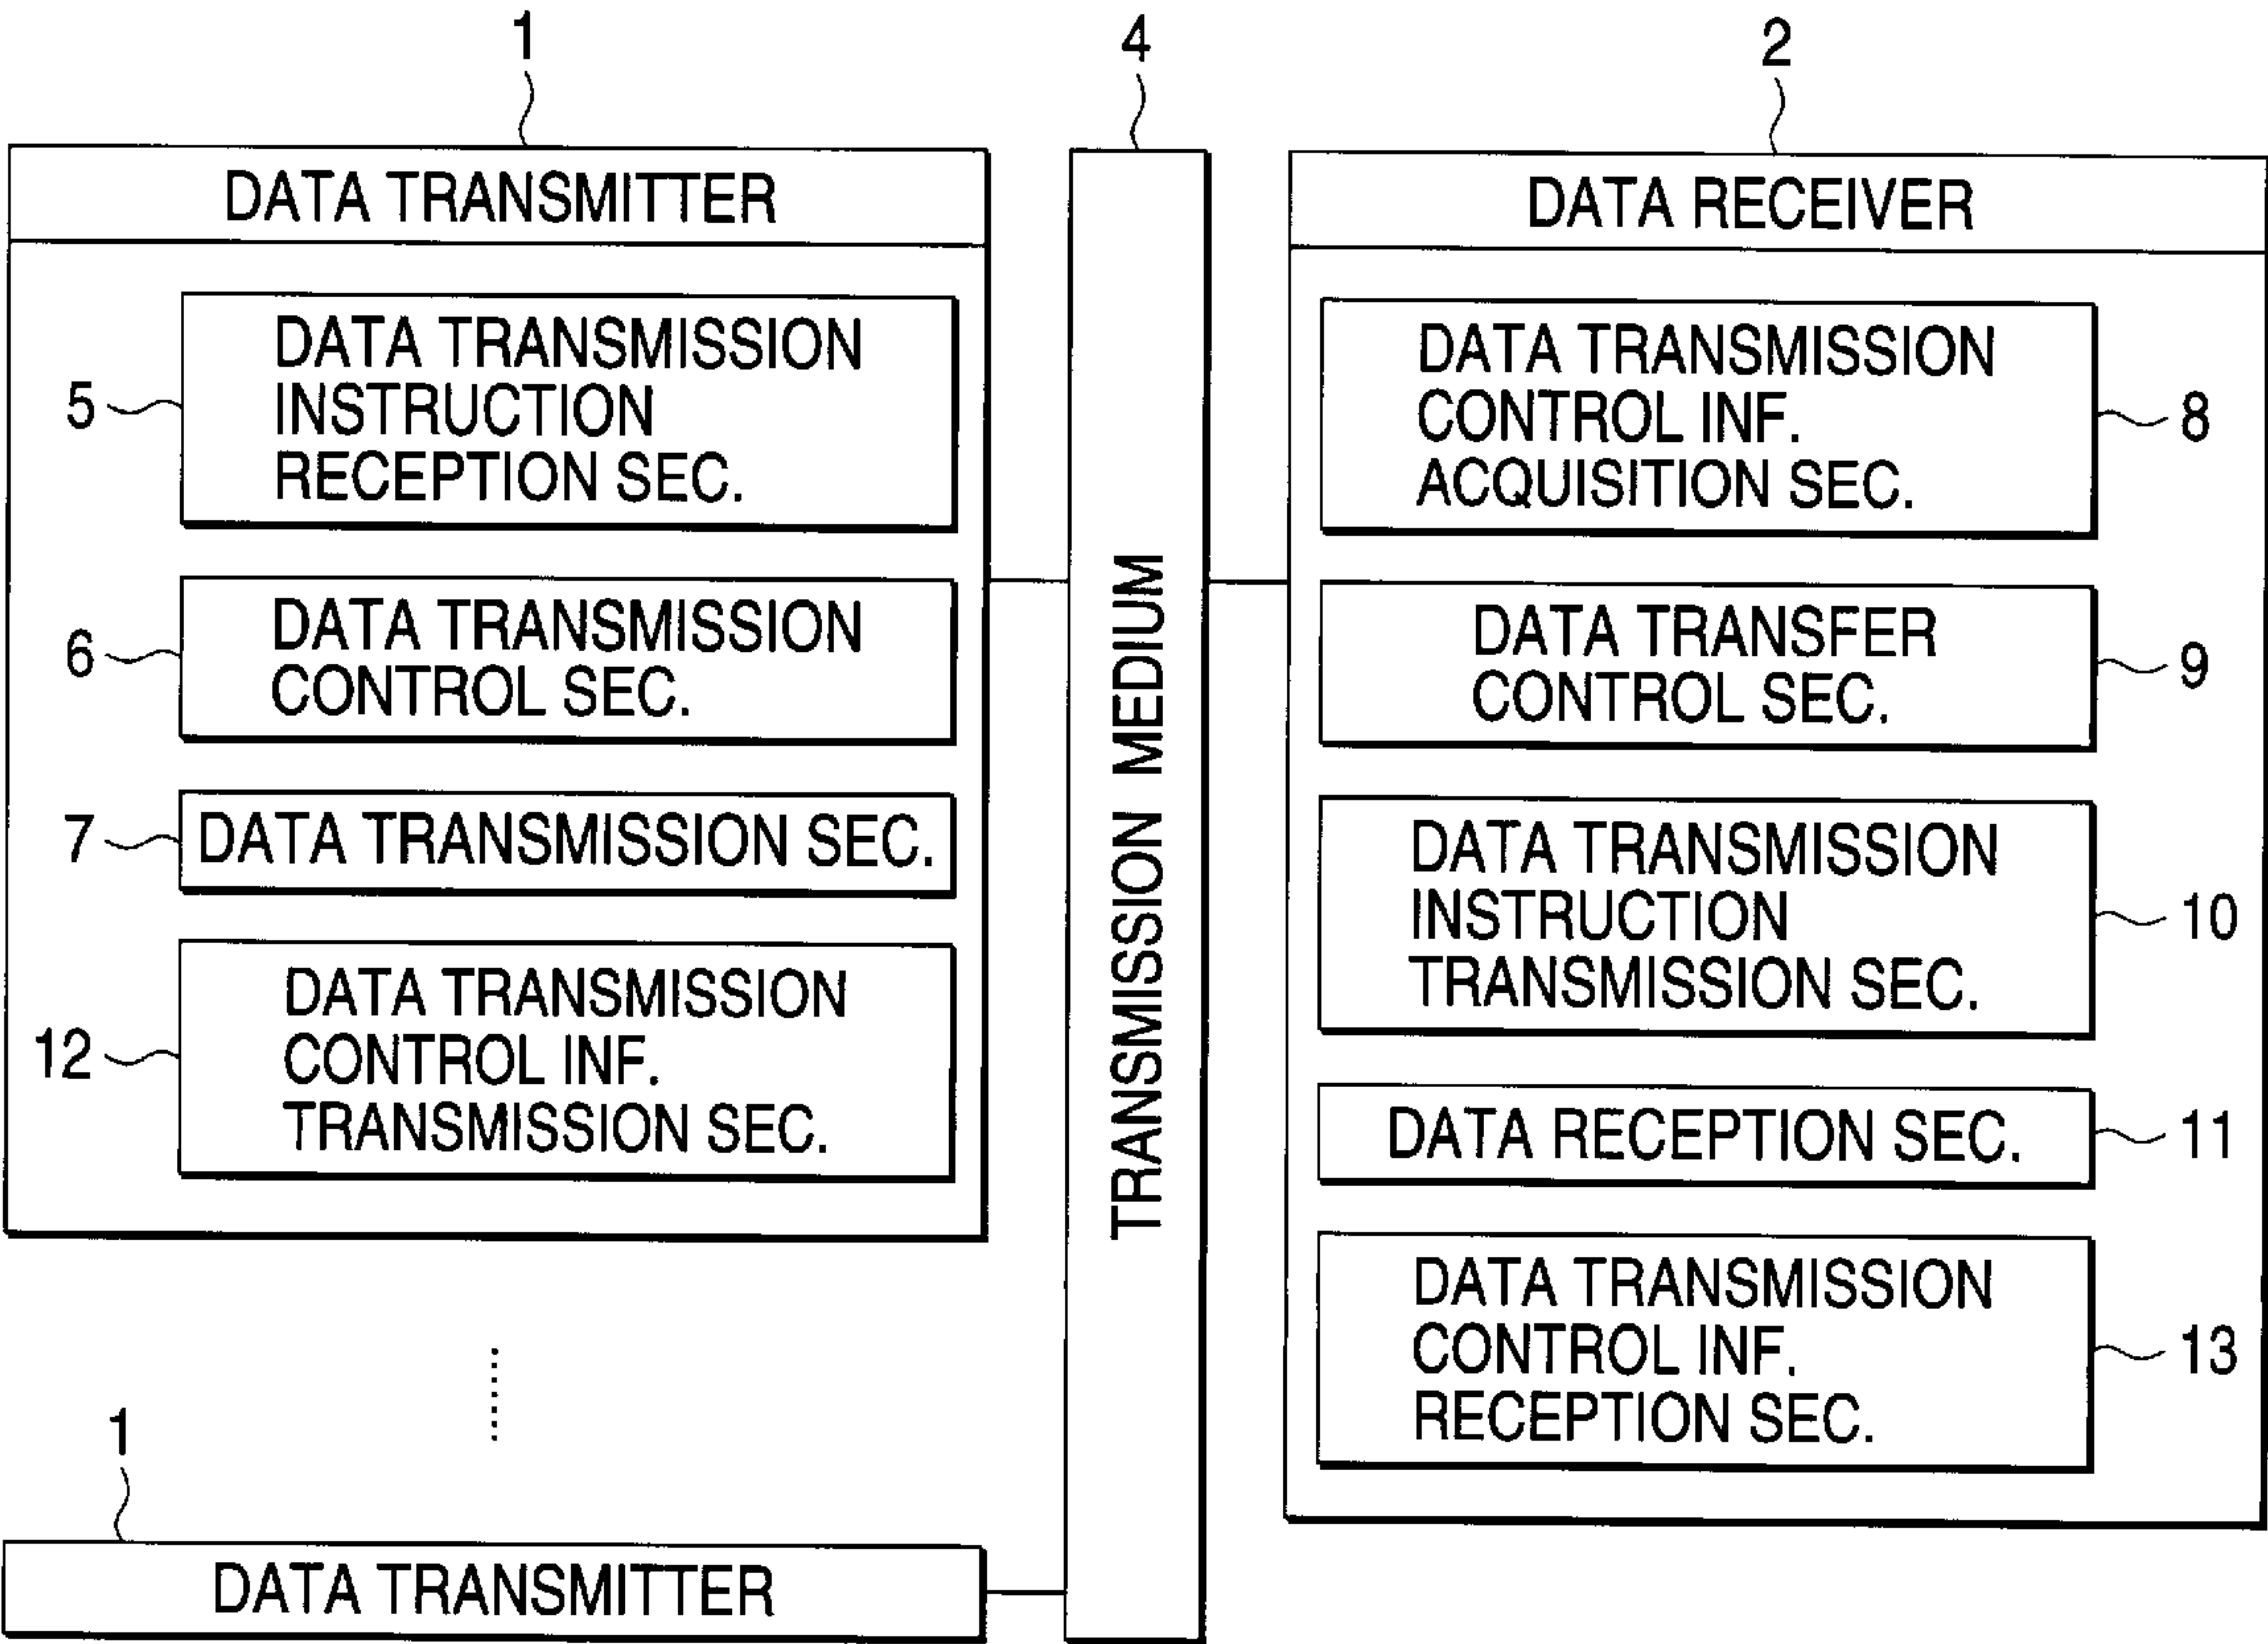 1
4
2
DATA TRANSMITTER
DATA TRANSMISSION
INSTRUCTION
RECEPTION SEC.
5
DATA TRANSMISSION
CONTROL SEC.
6
DATA TRANSMISSION SEC.
7
DATA TRANSMISSION
CONTROL INF.
TRANSMISSION SEC.
12
1
DATA TRANSMITTER
TRANSMISSION MEDIUM
DATA RECEIVER
DATA TRANSMISSION
CONTROL INF.
ACQUISITION SEC.
8
DATA TRANSFER
CONTROL SEC.
9
DATA TRANSMISSION
INSTRUCTION
TRANSMISSION SEC.
10
DATA RECEPTION SEC.
11
DATA TRANSMISSION
CONTROL INF.
RECEPTION SEC.
13